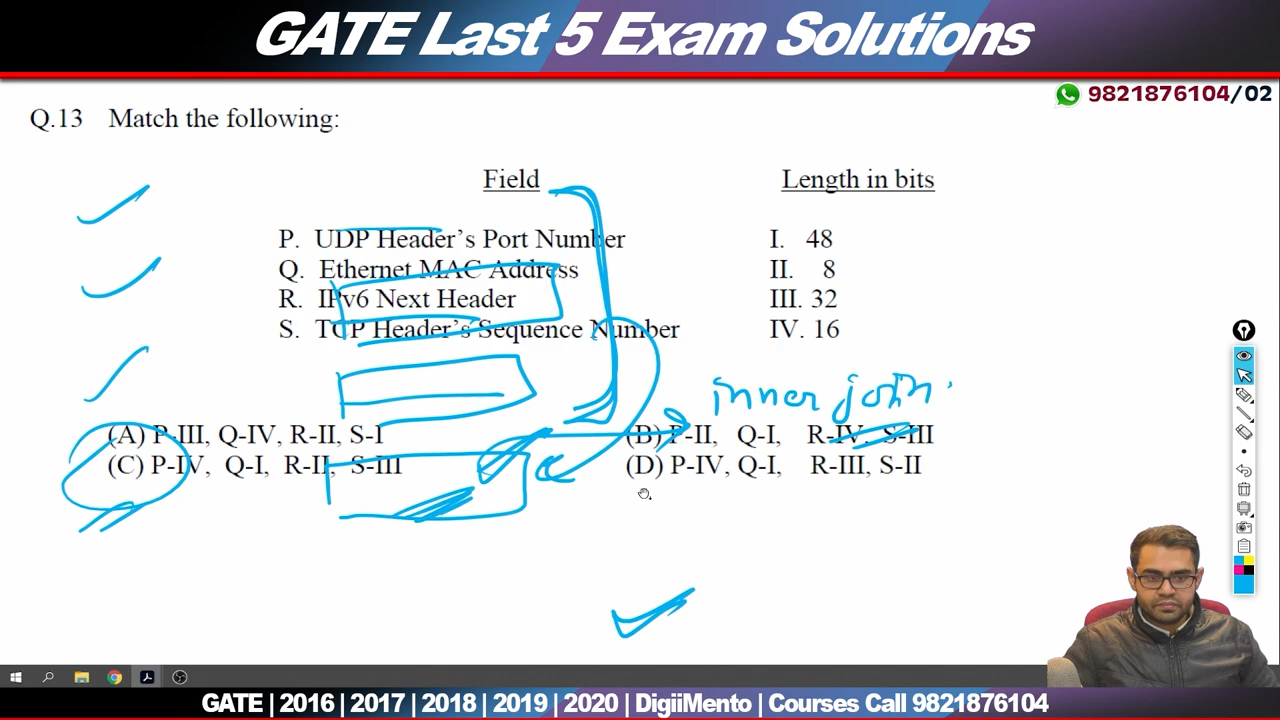 GATE Last 5 Exam Solutions
9821876104/02
Q.13 Match the following:
Field Length in bits
P. UDP Header's Port Number I. 48
Q. Ethernet MAC Address II. 8
R. IPv6 Next Header III. 32
S. TCP Header's Sequence Number IV. 16
inner join
(A) P-III, Q-IV, R-II, S-I (B) P-II, Q-I, R-IV, S-III
(C) P-IV, Q-I, R-II, S-III (D) P-IV, Q-I, R-III, S-II
GATE | 2016 | 2017 | 2018 | 2019 | 2020 | DigiiMento | Courses Call 9821876104